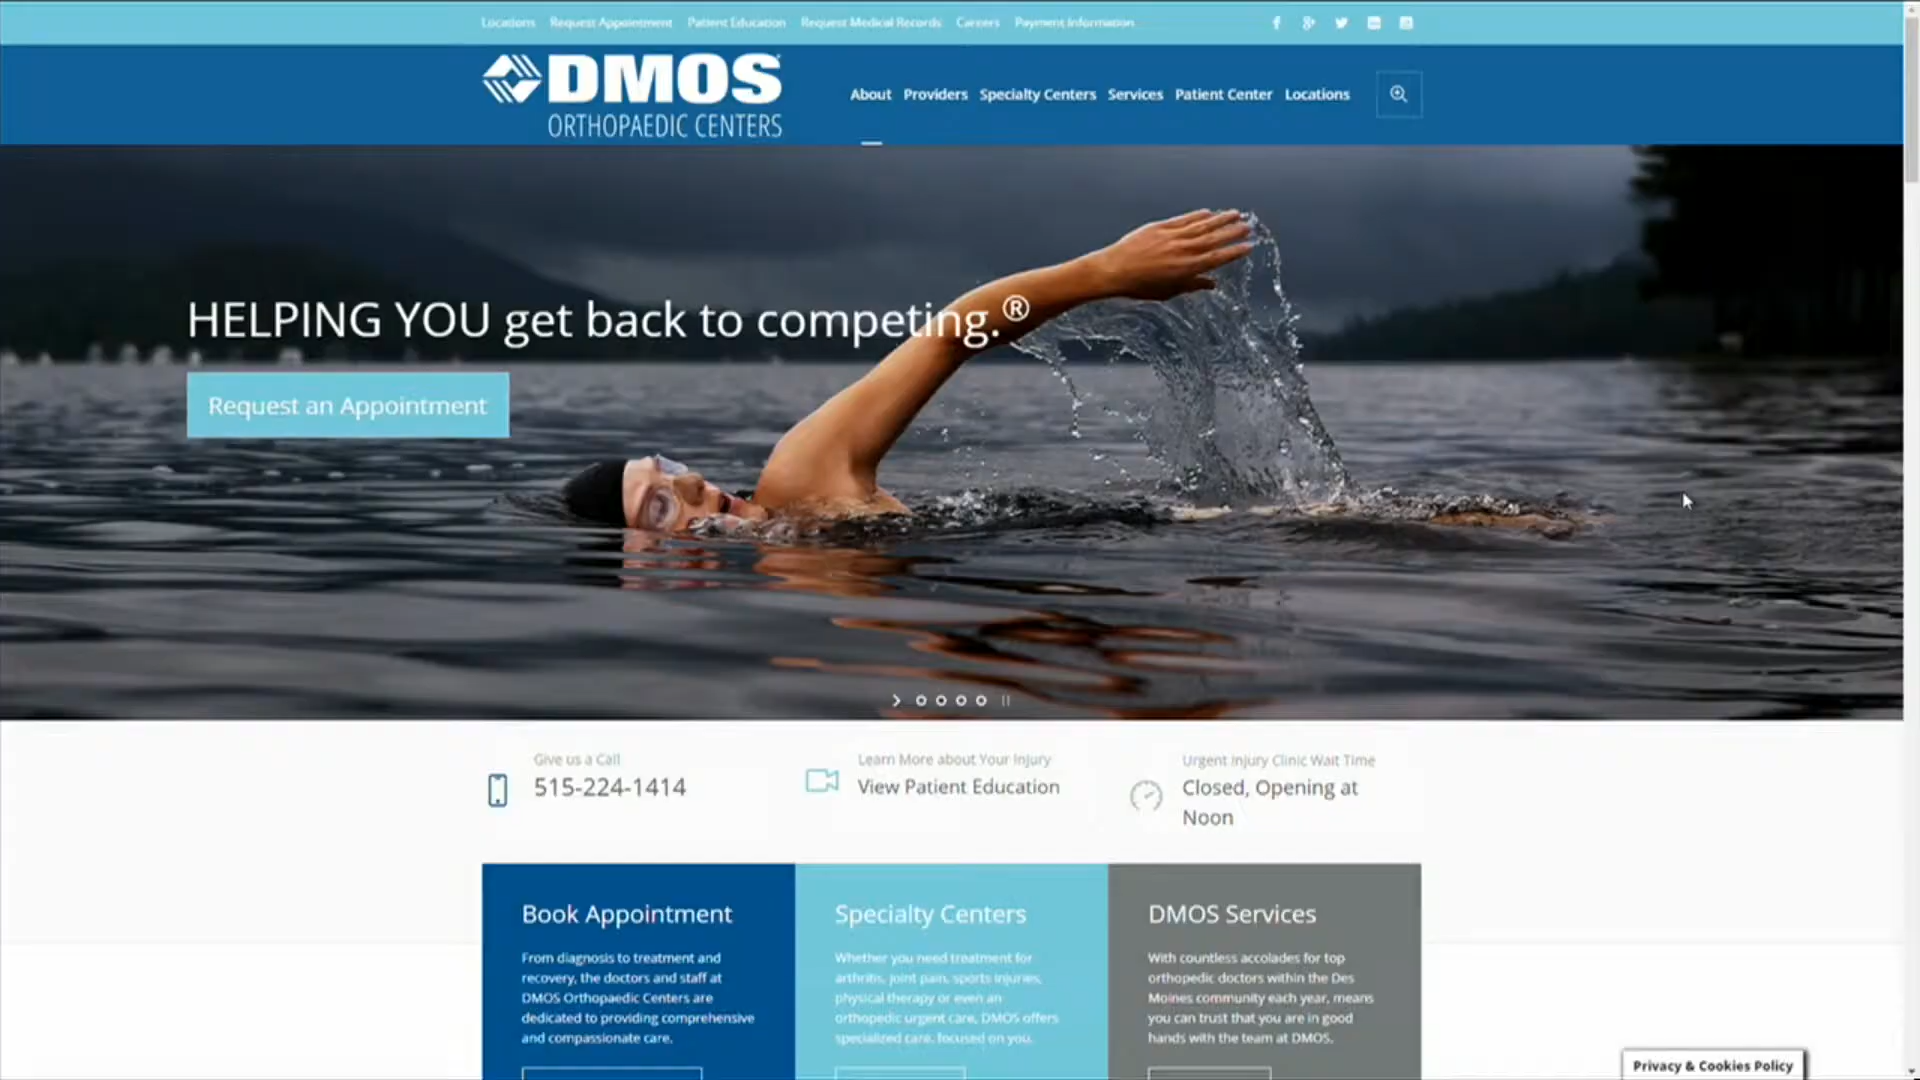 Locations Request Appointment Patient Education Request Medical Records Careers Payment Information
DMOS
ORTHOPAEDIC CENTERS
About Providers Specialty Centers Services Patient Center Locations
HELPING YOU get back to competing.®
Request an Appointment
Give us a Call
515-224-1414
Learn More about Your Injury
View Patient Education
Urgent Injury Clinic Wait Time
Closed, Opening at
Noon
Book Appointment
From diagnosis to treatment and
recovery, the doctors and staff at
DMOS Orthopaedic Centers are
dedicated to providing comprehensive
and compassionate care.
Specialty Centers
Whether you need treatment for
arthritis, joint pain, sports injuries,
physical therapy or even an
orthopedic urgent care, DMOS offers
specialized care, focused on you.
DMOS Services
With countless accolades for top
orthopedic doctors within the Des
Moines community each year, means
you can trust that you are in good
hands with the team at DMOS.
Privacy & Cookies Policy